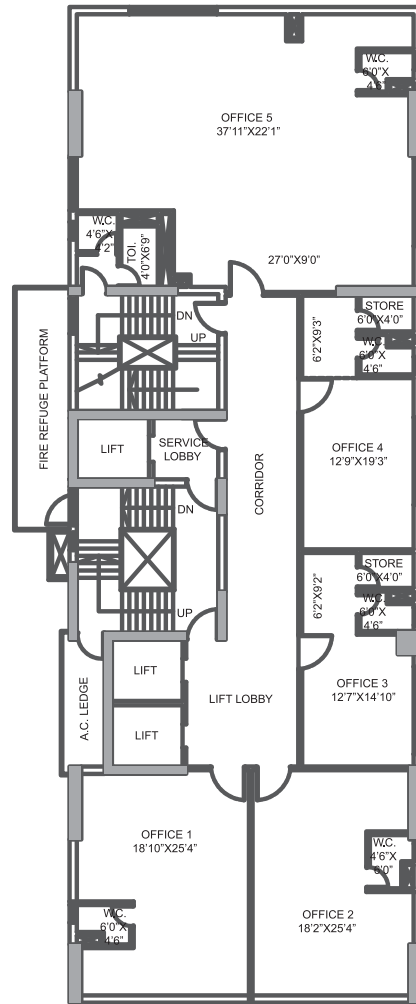 W.C.
6'0"X
4'6"
OFFICE 5
37'11"X22'1"
W.C.
4'6"X
4'2"
TOI.
4'0"X6'9"
27'0"X9'0"
DN
UP
STORE
6'0"X4'0"
W.C.
6'0"X
4'6"
6'2"X9'3"
FIRE REFUGE PLATFORM
LIFT
SERVICE
LOBBY
CORRIDOR
OFFICE 4
12'9"X19'3"
DN
UP
STORE
6'0"X4'0"
W.C.
6'0"X
4'6"
6'2"X9'2"
LIFT
LIFT
A.C. LEDGE
LIFT LOBBY
OFFICE 3
12'7"X14'10"
OFFICE 1
18'10"X25'4"
W.C.
4'6"X
6'0"
W.C.
6'0"X
4'6"
OFFICE 2
18'2"X25'4"